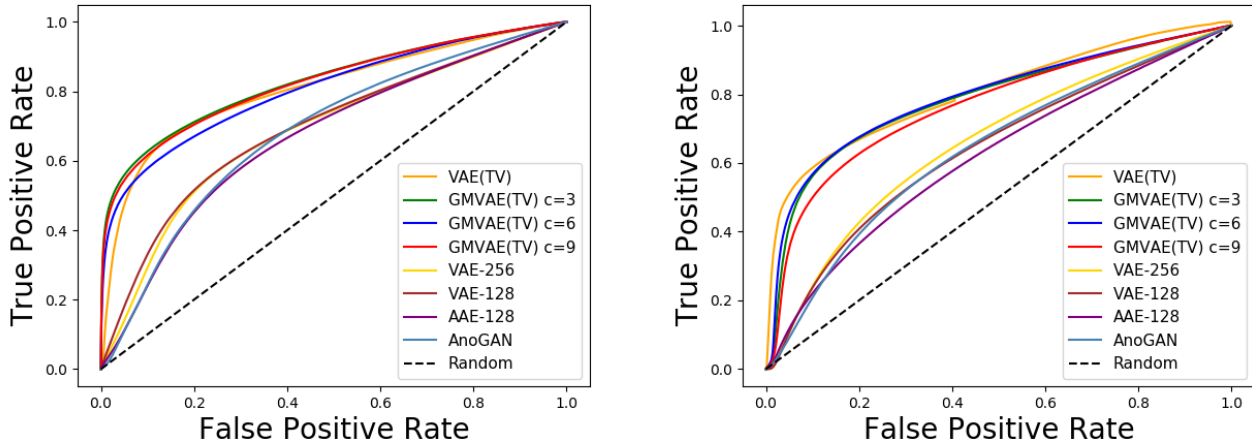 True Positive Rate
1.0
0.8
0.6
0.4
0.2
0.0
VAE(TV)
GMVAE(TV) c=3
GMVAE(TV) c=6
GMVAE(TV) c=9
VAE-256
VAE-128
AAE-128
AnoGAN
Random
0.0 0.2 0.4 0.6 0.8 1.0
False Positive Rate
True Positive Rate
1.0
0.8
0.6
0.4
0.2
0.0
VAE(TV)
GMVAE(TV) c=3
GMVAE(TV) c=6
GMVAE(TV) c=9
VAE-256
VAE-128
AAE-128
AnoGAN
Random
0.0 0.2 0.4 0.6 0.8 1.0
False Positive Rate